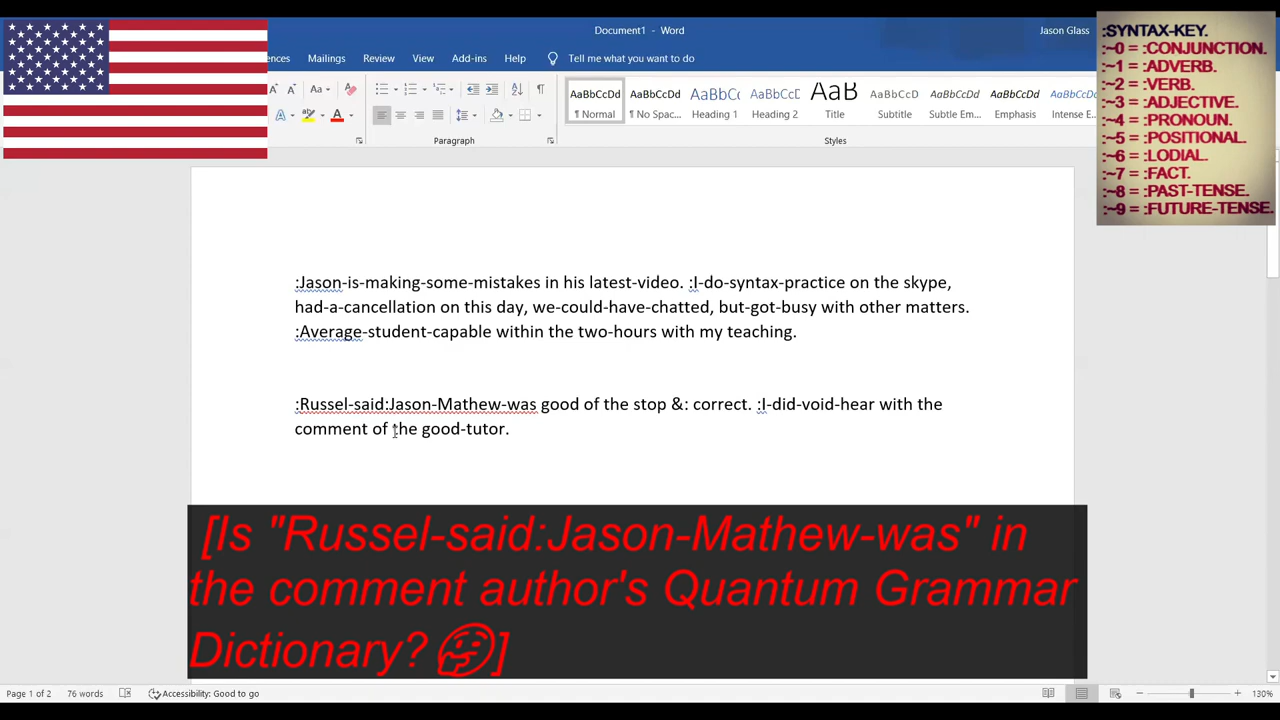 Document1 - Word
Jason Glass
ences Mailings Review View Add-ins Help Tell me what you want to do
Aa
AaBbCcDd AaBbCcDd AaBbCcC AaBbCcC AaB AaBbCcD AaBbCcDd AaBbCcDd AaBbCcDd
¶ Normal ¶ No Spac... Heading 1 Heading 2 Title Subtitle Subtle Em... Emphasis Intense E...
Paragraph Styles
:SYNTAX-KEY.
:~0 = :CONJUNCTION.
:~1 = :ADVERB.
:~2 = :VERB.
:~3 = :ADJECTIVE.
:~4 = :PRONOUN.
:~5 = :POSITIONAL.
:~6 = :LODIAL.
:~7 = :FACT.
:~8 = :PAST-TENSE.
:~9 = :FUTURE-TENSE.
:Jason-is-making-some-mistakes in his latest-video. :I-do-syntax-practice on the skype,
had-a-cancellation on this day, we-could-have-chatted, but-got-busy with other matters.
:Average-student-capable within the two-hours with my teaching.
:Russel-said:Jason-Mathew-was good of the stop &: correct. :I-did-void-hear with the
comment of the good-tutor.
[Is "Russel-said:Jason-Mathew-was" in
the comment author's Quantum Grammar
Dictionary?🤔]
Page 1 of 2 76 words Accessibility: Good to go 130%